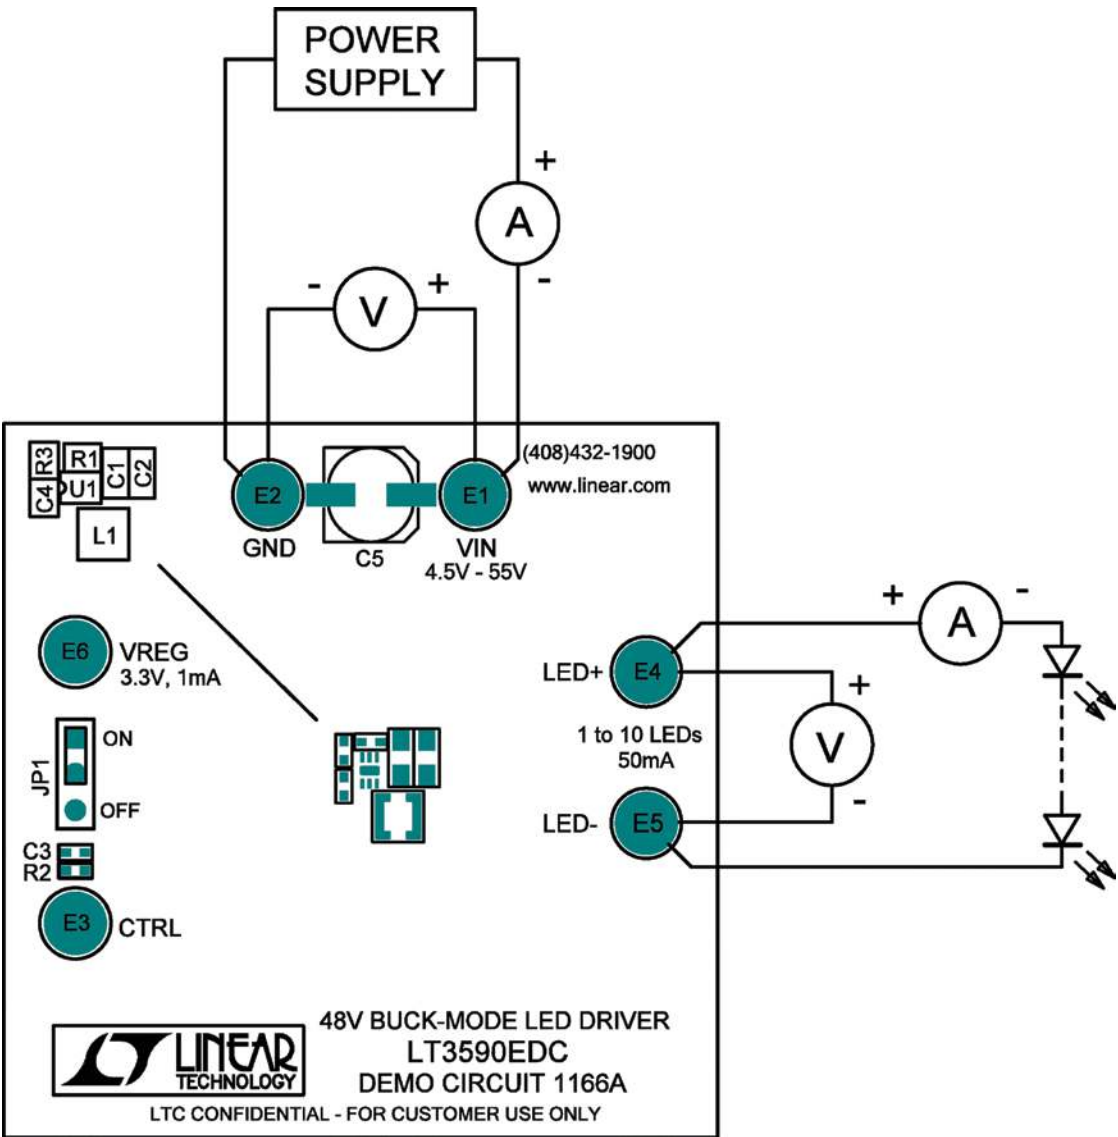 POWER
SUPPLY
+
A
-
-
V
+
(408)432-1900
www.linear.com
R3
R1
C1
C2
C4
U1
L1
E2
E1
GND
C5
VIN
4.5V - 55V
E6
VREG
3.3V, 1mA
+
A
-
LED+
E4
+
1 to 10 LEDs
50mA
V
-
LED-
E5
JP1
ON
OFF
C3
R2
E3
CTRL
48V BUCK-MODE LED DRIVER
LT3590EDC
DEMO CIRCUIT 1166A
LINEAR
TECHNOLOGY
LTC CONFIDENTIAL - FOR CUSTOMER USE ONLY